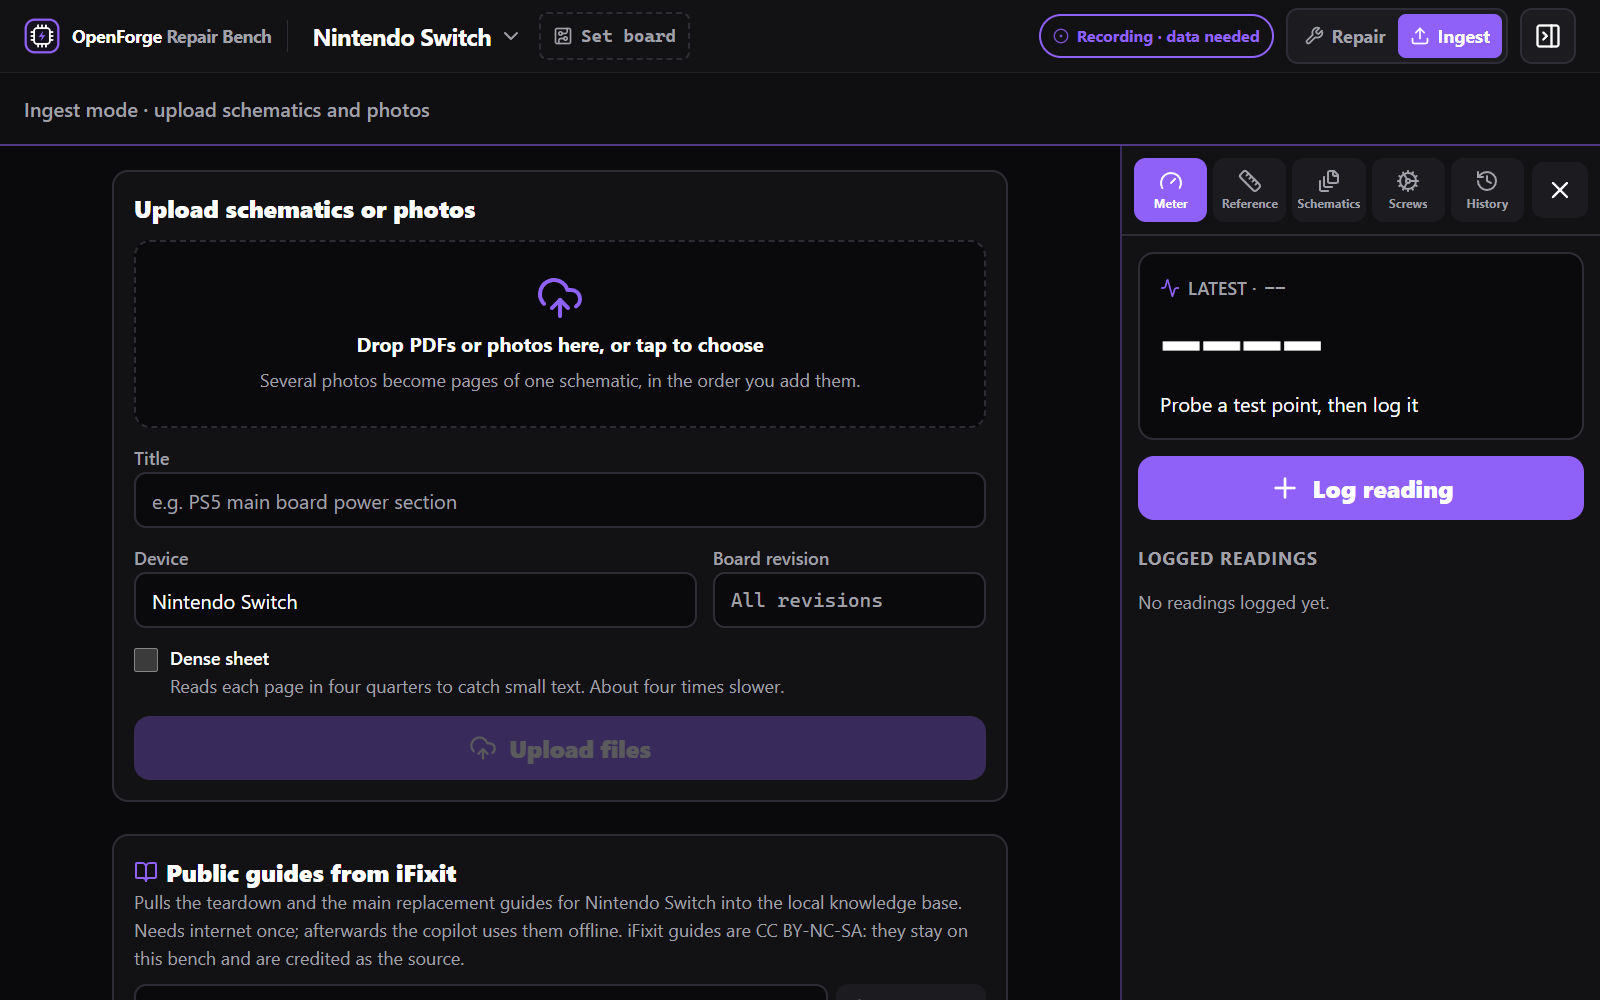 OpenForge Repair Bench
Nintendo Switch
Set board
Recording · data needed
Repair
Ingest
Ingest mode · upload schematics and photos
Upload schematics or photos
Drop PDFs or photos here, or tap to choose
Several photos become pages of one schematic, in the order you add them.
Title
e.g. PS5 main board power section
Device
Board revision
Nintendo Switch
All revisions
Dense sheet
Reads each page in four quarters to catch small text. About four times slower.
Upload files
Public guides from iFixit
Pulls the teardown and the main replacement guides for Nintendo Switch into the local knowledge base.
Needs internet once; afterwards the copilot uses them offline. iFixit guides are CC BY-NC-SA: they stay on
this bench and are credited as the source.
Meter
Reference
Schematics
Screws
History
LATEST · −−
−−−−
Probe a test point, then log it
Log reading
LOGGED READINGS
No readings logged yet.